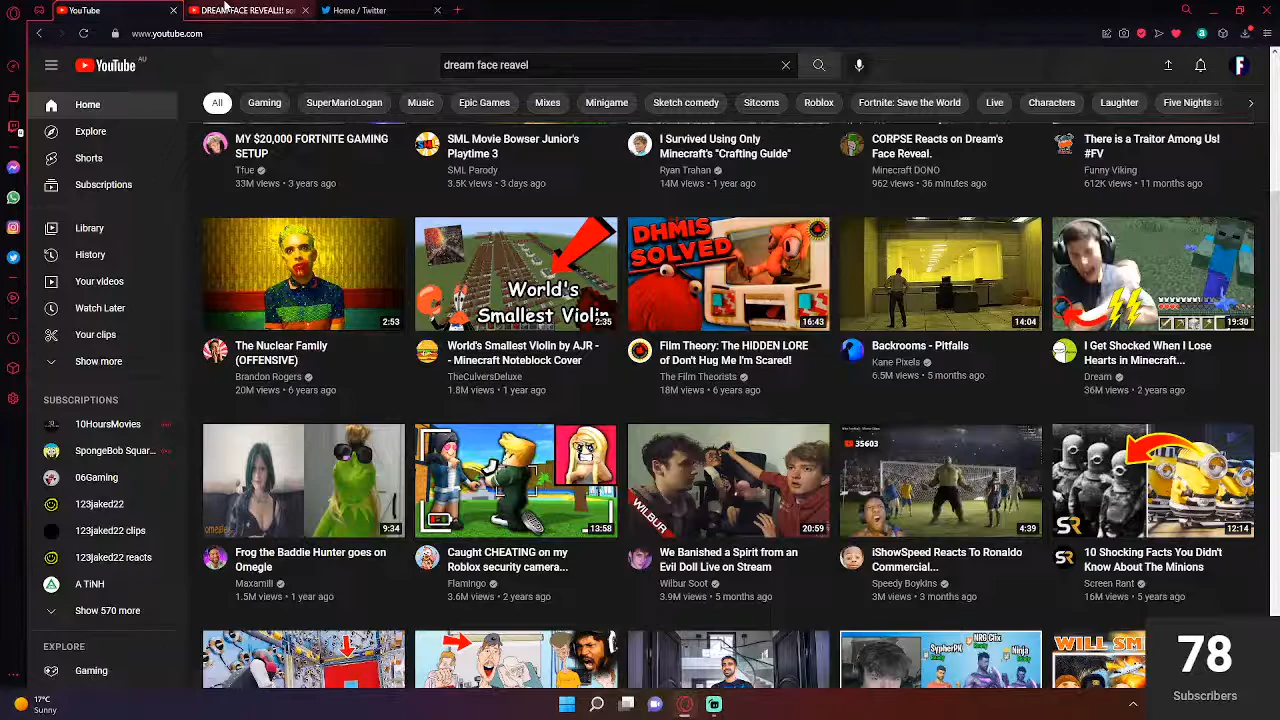 YouTube
DREAM FACE REVEAL!!! so
Home / Twitter
www.youtube.com
YouTube AU
dream face reavel
All
Gaming
SuperMarioLogan
Music
Epic Games
Mixes
Minigame
Sketch comedy
Sitcoms
Roblox
Fortnite: Save the World
Live
Characters
Laughter
Five Nights a
Home
Explore
Shorts
Subscriptions
Library
History
Your videos
Watch Later
Your clips
Show more
SUBSCRIPTIONS
10HoursMovies
SpongeBob Squar...
06Gaming
123jaked22
123jaked22 clips
123jaked22 reacts
A TiNH
Show 570 more
EXPLORE
Gaming
MY $20,000 FORTNITE GAMING
SETUP
Tfue
33M views • 3 years ago
SML Movie Bowser Junior's
Playtime 3
SML Parody
3.5K views • 3 days ago
I Survived Using Only
Minecraft's "Crafting Guide"
Ryan Trahan
14M views • 1 year ago
CORPSE Reacts on Dream's
Face Reveal.
Minecraft DONO
962 views • 36 minutes ago
There is a Traitor Among Us!
#FV
Funny Viking
612K views • 11 months ago
2:53
The Nuclear Family
(OFFENSIVE)
Brandon Rogers
20M views • 6 years ago
World's
Smallest Violin
2:35
World's Smallest Violin by AJR -
- Minecraft Noteblock Cover
TheCulversDeluxe
1.8M views • 1 year ago
DHMIS
SOLVED
16:43
Film Theory: The HIDDEN LORE
of Don't Hug Me I'm Scared!
The Film Theorists
18M views • 6 years ago
14:04
Backrooms - Pitfalls
Kane Pixels
6.5M views • 5 months ago
19:30
I Get Shocked When I Lose
Hearts in Minecraft...
Dream
36M views • 2 years ago
omegle
9:34
Frog the Baddie Hunter goes on
Omegle
Maxamill
1.5M views • 1 year ago
13:58
Caught CHEATING on my
Roblox security camera...
Flamingo
3.6M views • 2 years ago
WILBUR
20:59
We Banished a Spirit from an
Evil Doll Live on Stream
Wilbur Soot
3.9M views • 5 months ago
35603
4:39
iShowSpeed Reacts To Ronaldo
Commercial...
Speedy Boykins
3M views • 3 months ago
SR
12:14
SR
10 Shocking Facts You Didn't
Know About The Minions
Screen Rant
16M views • 5 years ago
SypherPK
NRG Clix
Ninja
WILL SM
78
Subscribers
17°C
Sunny